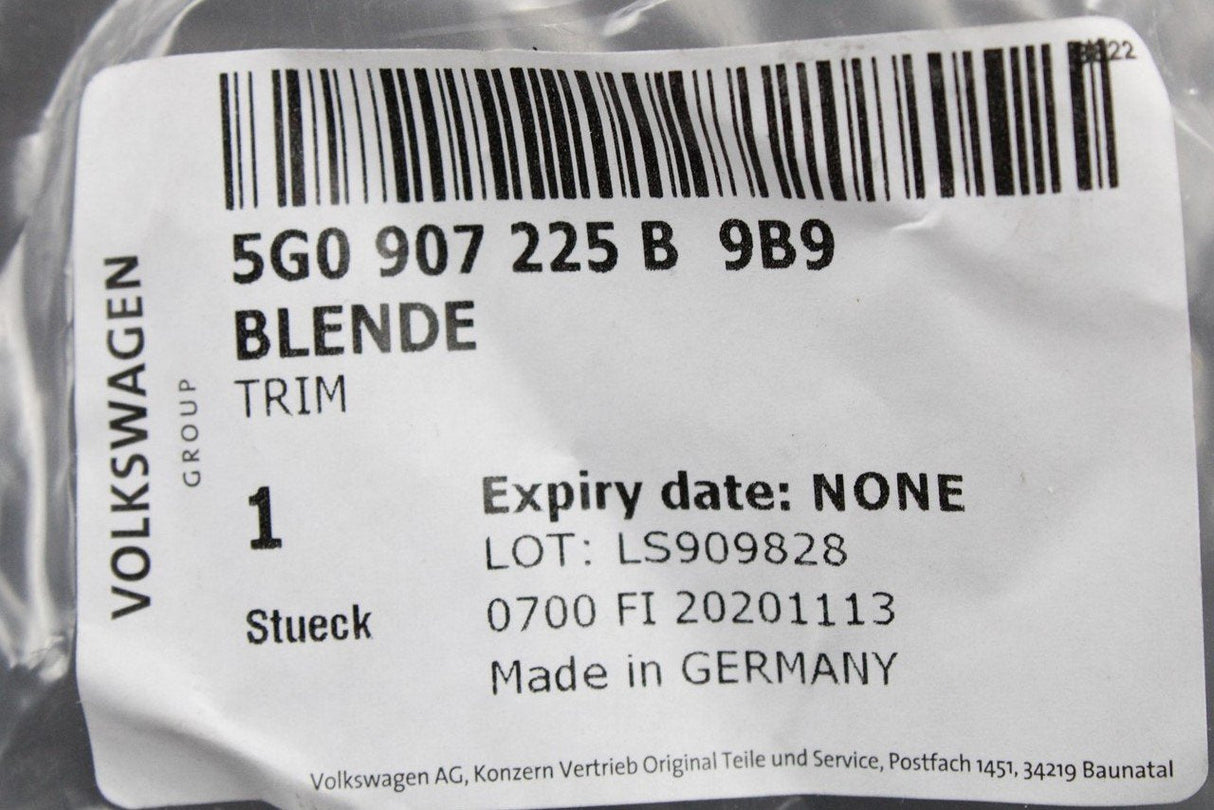 5G0 907 225 B 9B9
BLENDE
TRIM
VOLKSWAGEN
GROUP
1
Stueck
Expiry date: NONE
LOT: LS909828
0700 FI 20201113
Made in GERMANY
Volkswagen AG, Konzern Vertrieb Original Teile und Service, Postfach 1451, 34219 Baunatal